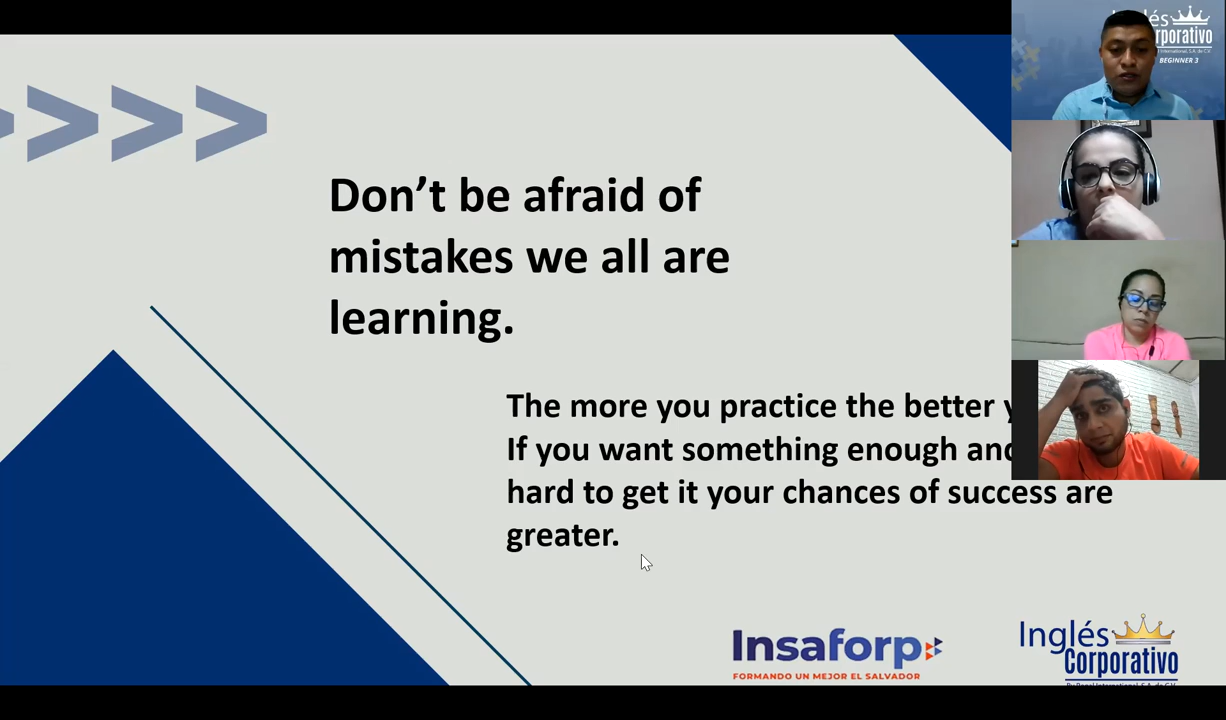 Don't be afraid of
mistakes we all are
learning.
The more you practice the better
If you want something enough
hard to get it your chances of success are
greater.
Insaforp
FORMANDO UN MEJOR EL SALVADOR
Inglés
Corporativo
BEGINNER 3